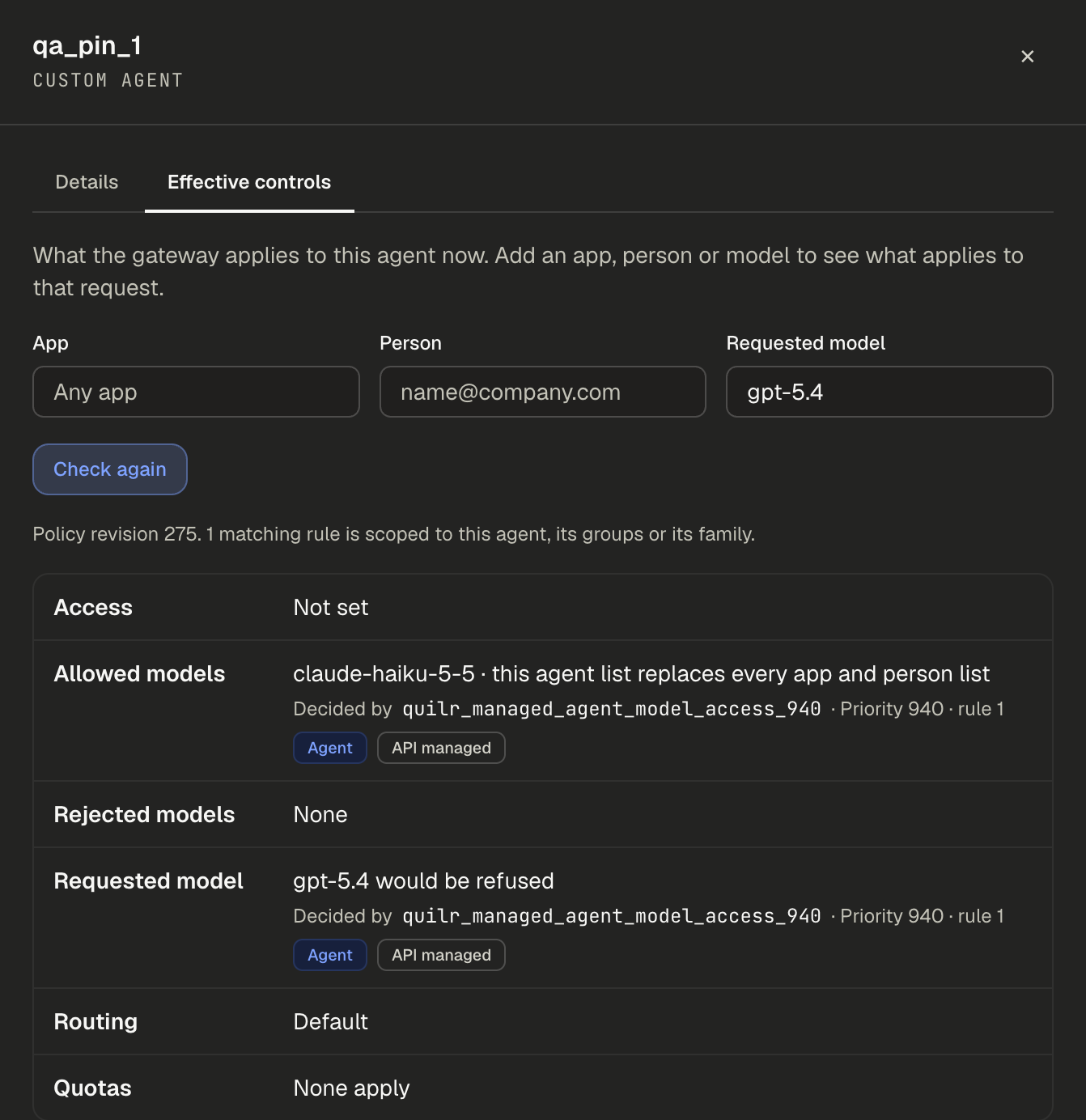 qa_pin_1
CUSTOM AGENT
×
Details Effective controls
What the gateway applies to this agent now. Add an app, person or model to see what applies to
that request.
App Person Requested model
Any app name@company.com gpt-5.4
Check again
Policy revision 275. 1 matching rule is scoped to this agent, its groups or its family.
Access Not set
Allowed models claude-haiku-5-5 · this agent list replaces every app and person list
Decided by quilr_managed_agent_model_access_940 · Priority 940 · rule 1
Agent API managed
Rejected models None
Requested model gpt-5.4 would be refused
Decided by quilr_managed_agent_model_access_940 · Priority 940 · rule 1
Agent API managed
Routing Default
Quotas None apply